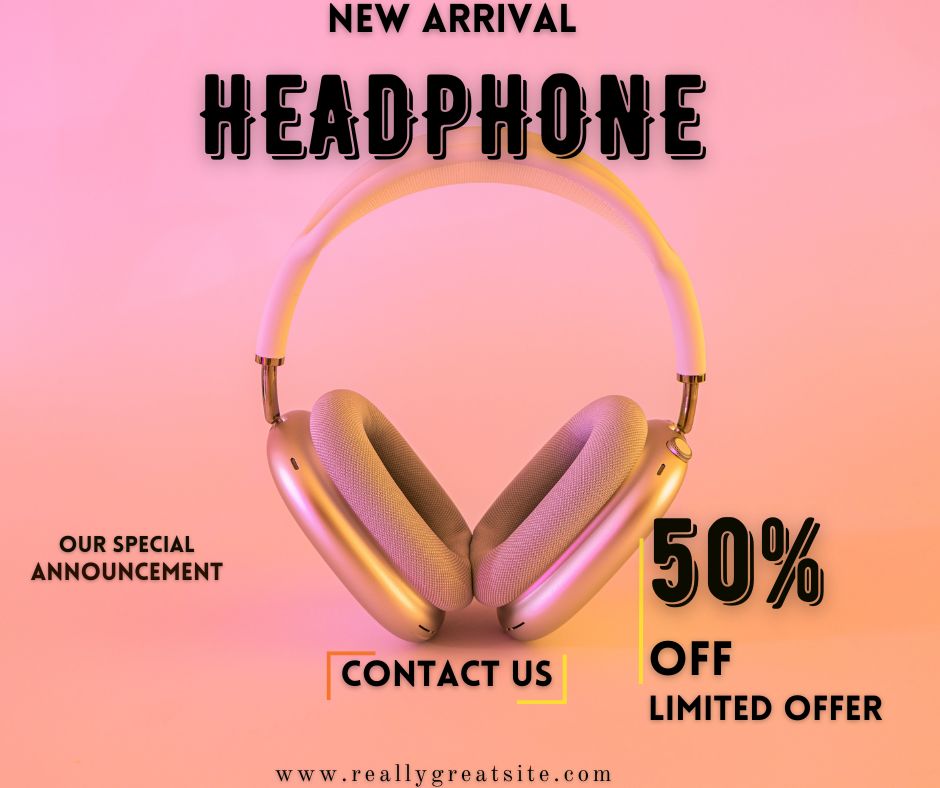 NEW ARRIVAL
HEADPHONE
OUR SPECIAL
ANNOUNCEMENT
50%
OFF
LIMITED OFFER
CONTACT US
www.reallygreatsite.com